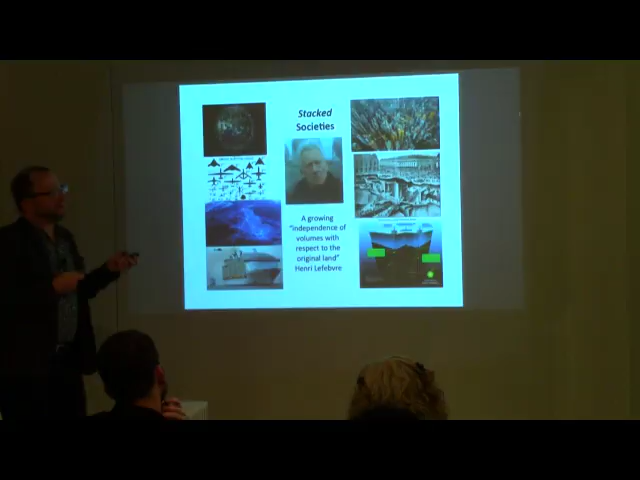 Stacked
Societies
A growing
"independence of
volumes with
respect to the
original land"
Henri Lefebvre